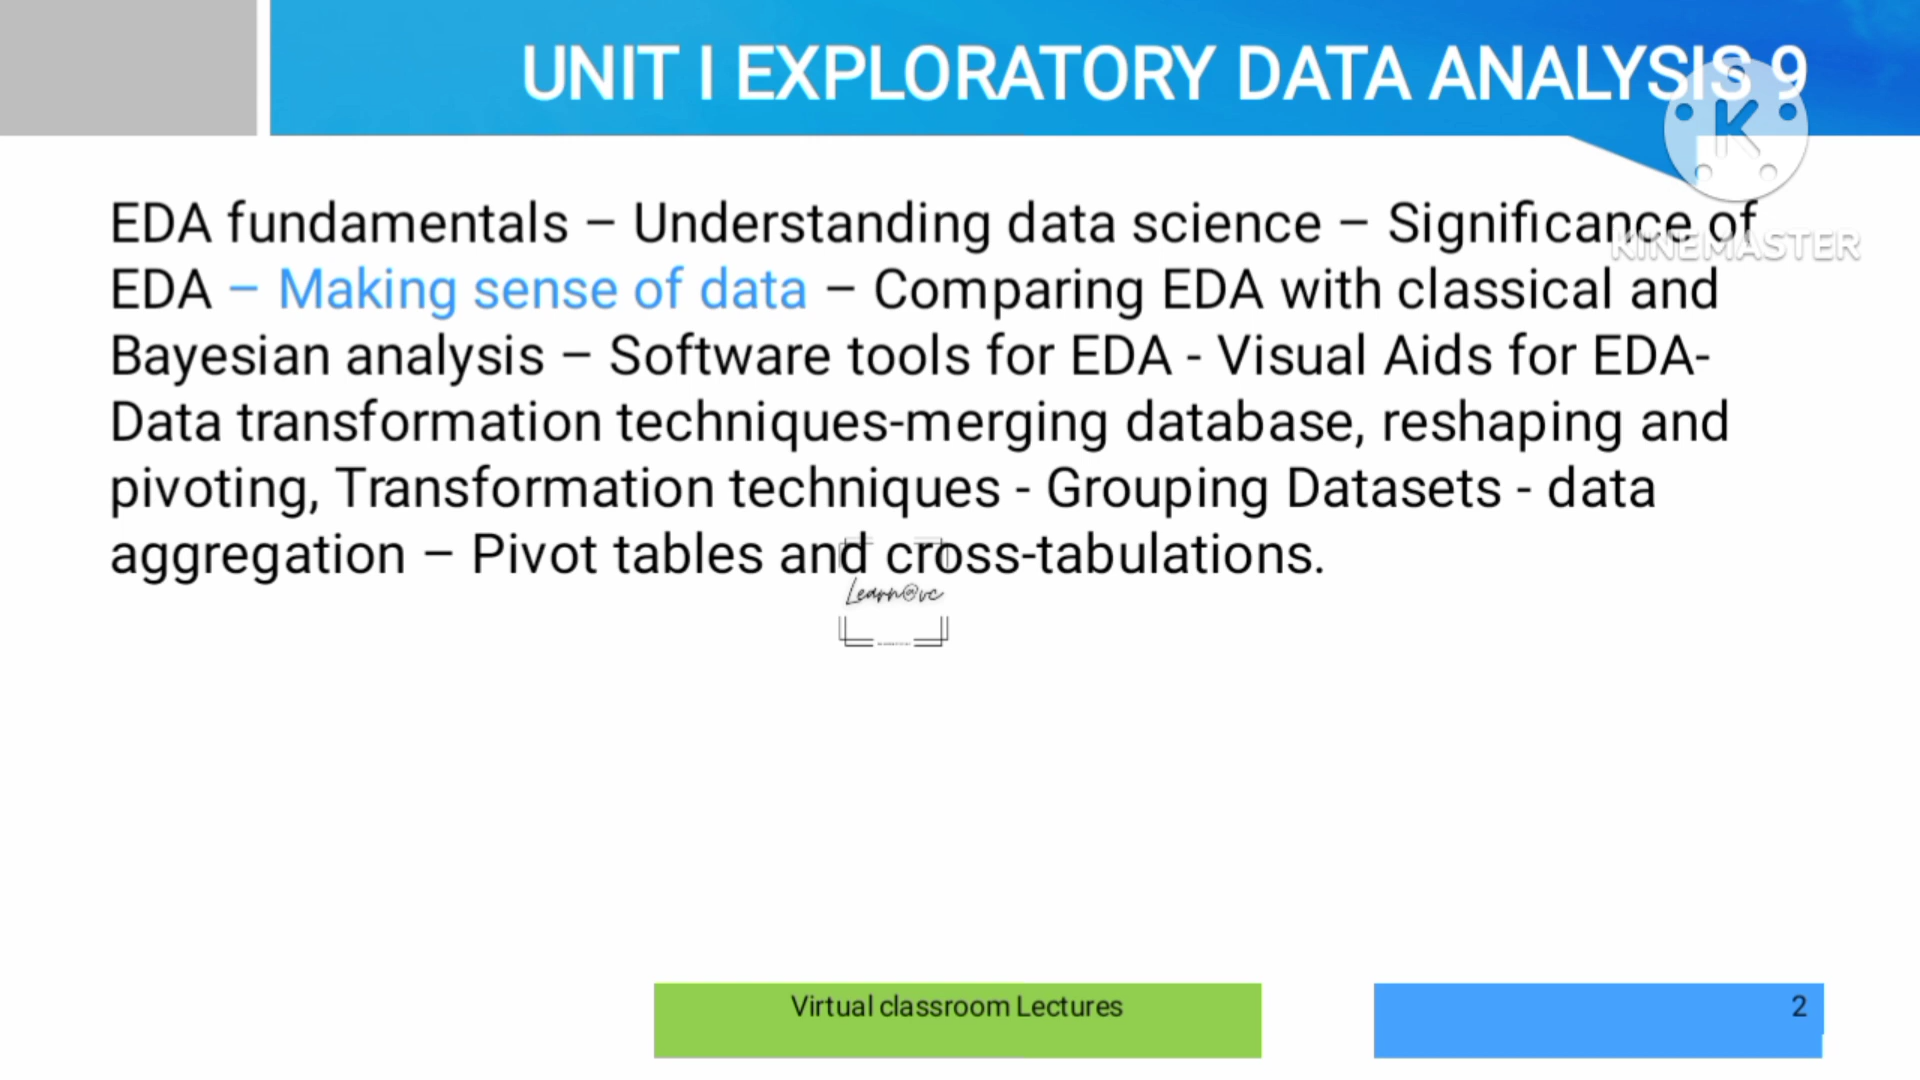 UNIT I EXPLORATORY DATA ANALYSIS 9
K
KINEMASTER
EDA fundamentals – Understanding data science – Significance of
EDA – Making sense of data – Comparing EDA with classical and
Bayesian analysis – Software tools for EDA - Visual Aids for EDA-
Data transformation techniques-merging database, reshaping and
pivoting, Transformation techniques - Grouping Datasets - data
aggregation – Pivot tables and cross-tabulations.
Learn@vc
Virtual classroom Lectures
2